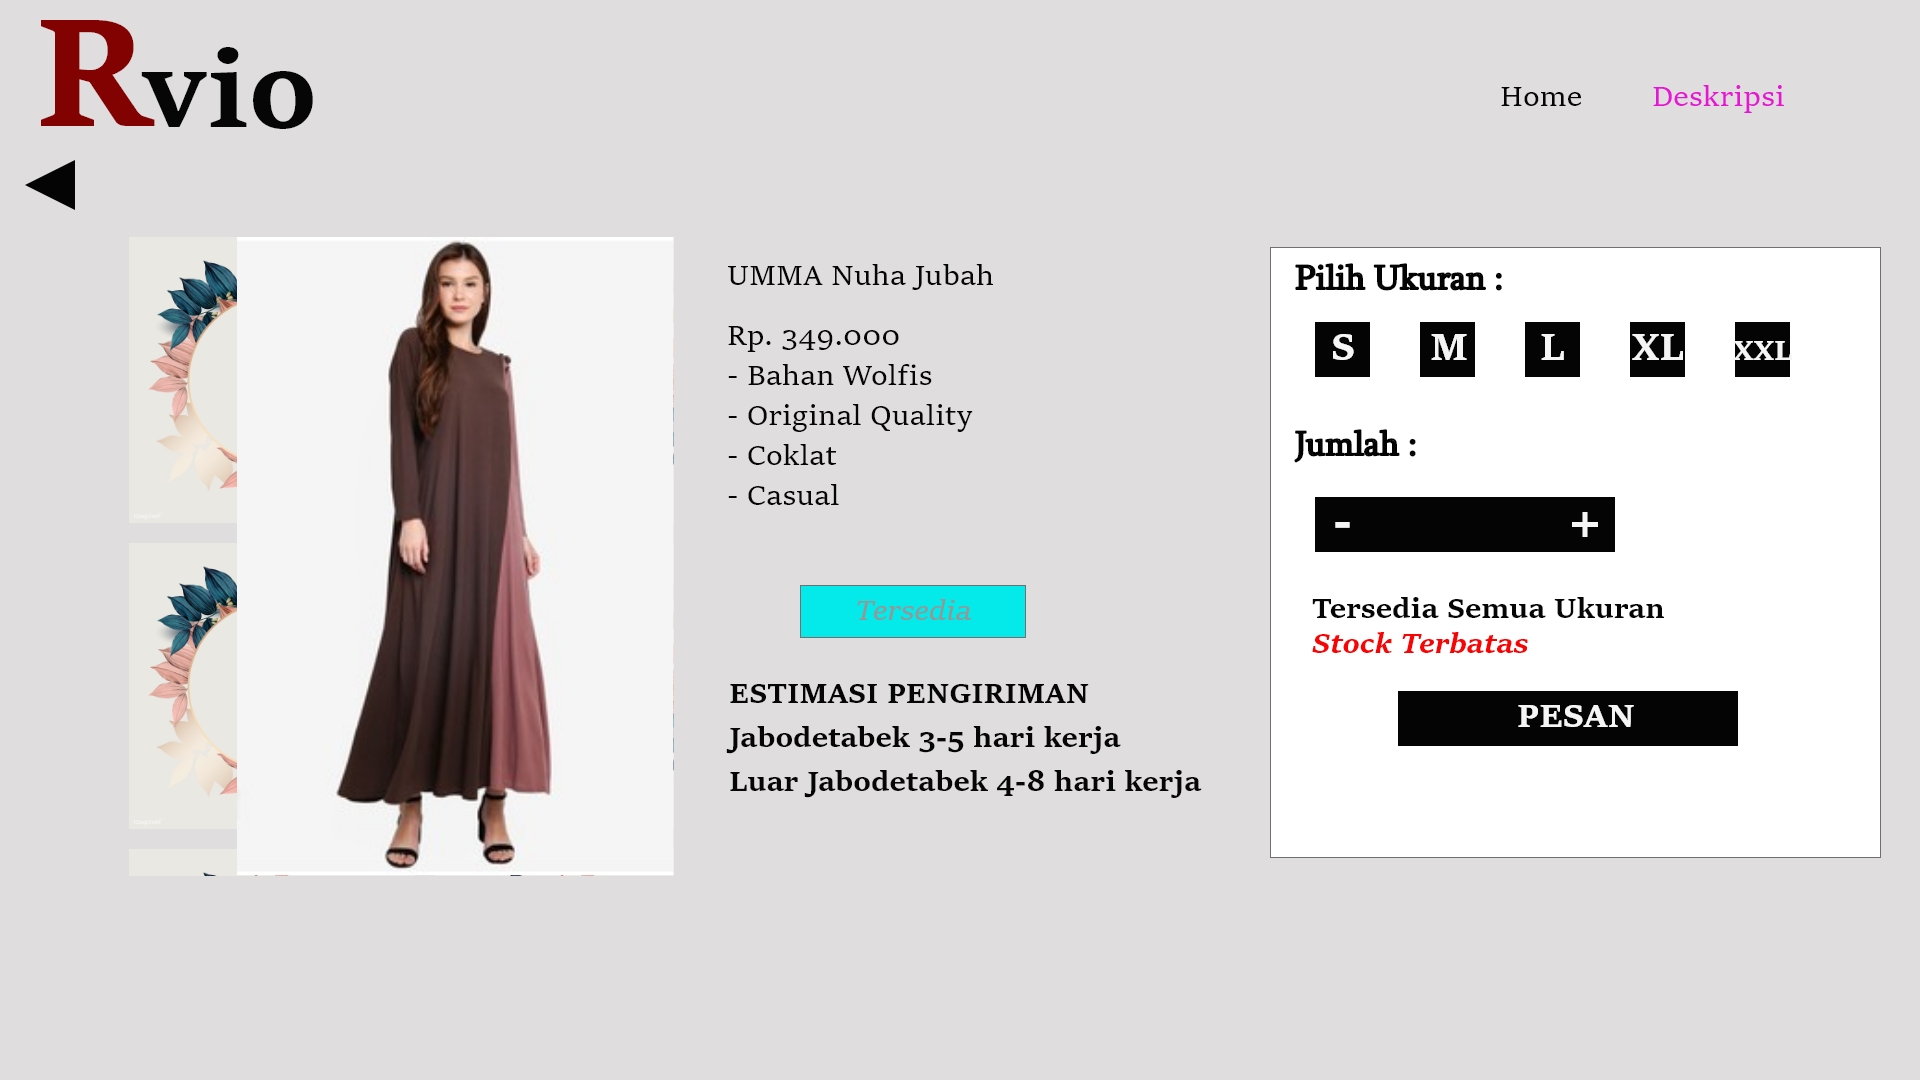 Rvio
Home
Deskripsi
UMMA Nuha Jubah
Rp. 349.000
- Bahan Wolfis
- Original Quality
- Coklat
- Casual
Tersedia
ESTIMASI PENGIRIMAN
Jabodetabek 3-5 hari kerja
Luar Jabodetabek 4-8 hari kerja
Pilih Ukuran :
S M L XL XXL
Jumlah :
- +
Tersedia Semua Ukuran
Stock Terbatas
PESAN